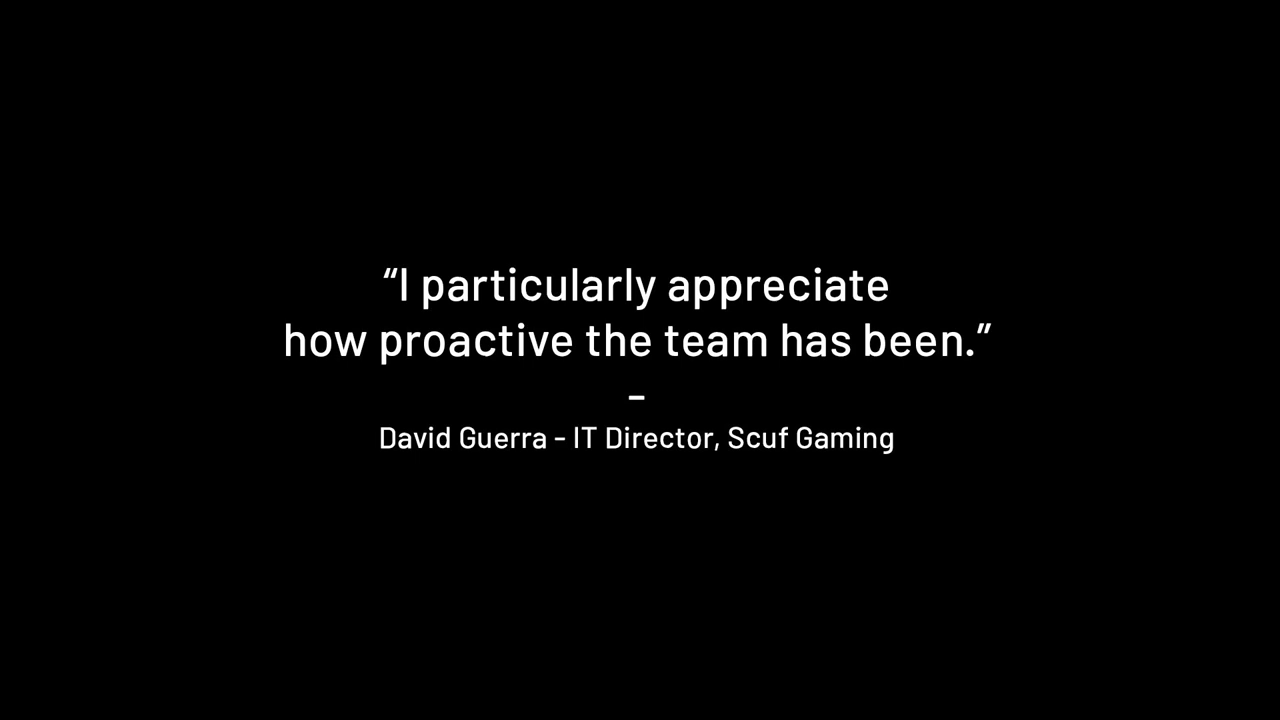 “I particularly appreciate
how proactive the team has been.”
–
David Guerra - IT Director, Scuf Gaming